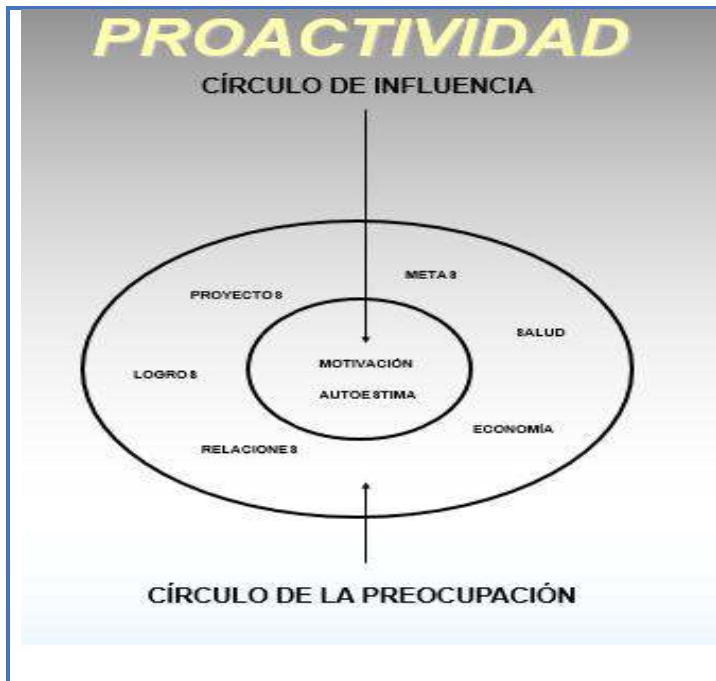 PROACTIVIDAD
CÍRCULO DE INFLUENCIA
METAS
PROYECTOS
SALUD
MOTIVACIÓN
LOGROS
AUTOESTIMA
ECONOMÍA
RELACIONES
CÍRCULO DE LA PREOCUPACIÓN